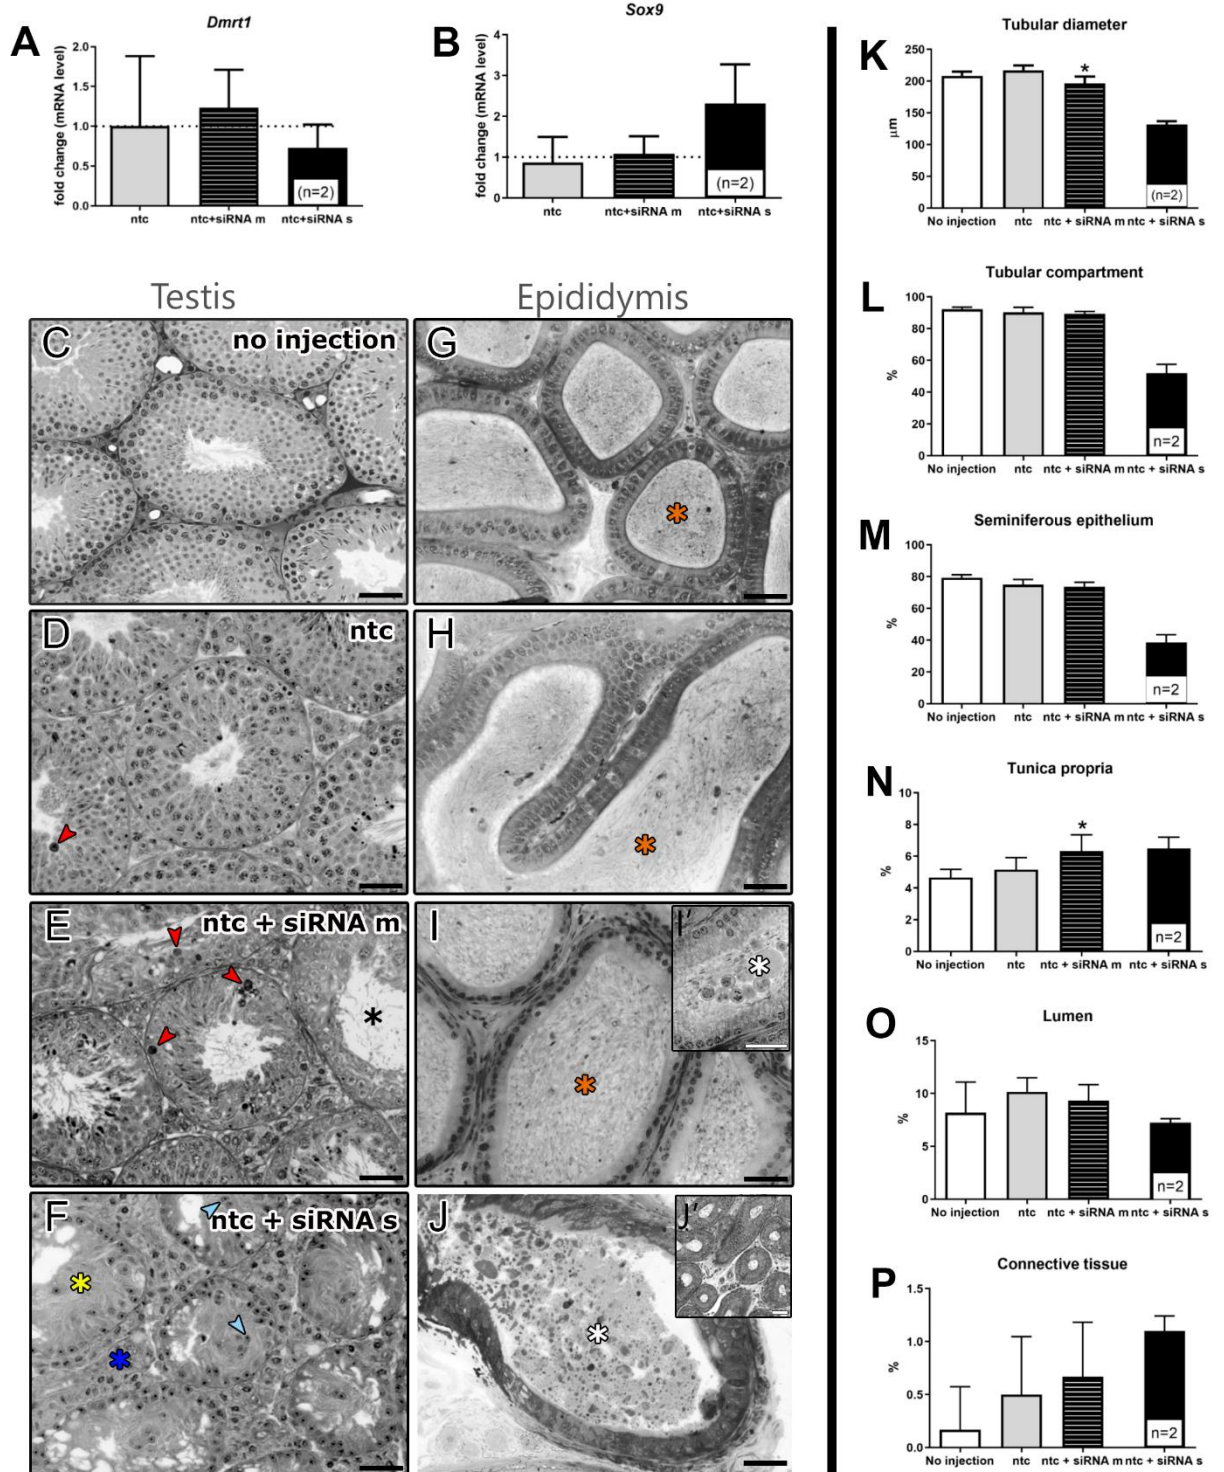 A
Dmrt1
fold change (mRNA level)
2.0
1.5
1.0
0.5
0.0
(n=2)
ntc
ntc+siRNA m
ntc+siRNA s
B
Sox9
fold change (mRNA level)
4
3
2
1
0
(n=2)
ntc
ntc+siRNA m
ntc+siRNA s
Testis
Epididymis
C
no injection
G
D
ntc
H
E
ntc + siRNA m
I
I'
F
ntc + siRNA s
J
J'
K
Tubular diameter
μm
250
200
150
100
50
0
*
(n=2)
No injection ntc ntc + siRNA m ntc + siRNA s
L
Tubular compartment
%
100
80
60
40
20
0
n=2
No injection ntc ntc + siRNA m ntc + siRNA s
M
Seminiferous epithelium
%
100
80
60
40
20
0
n=2
No injection ntc ntc + siRNA m ntc + siRNA s
N
Tunica propria
%
10
8
6
4
2
0
*
n=2
No injection ntc ntc + siRNA m ntc + siRNA s
O
Lumen
%
15
10
5
0
n=2
No injection ntc ntc + siRNA m ntc + siRNA s
P
Connective tissue
%
1.5
1.0
0.5
0.0
n=2
No injection ntc ntc + siRNA m ntc + siRNA s